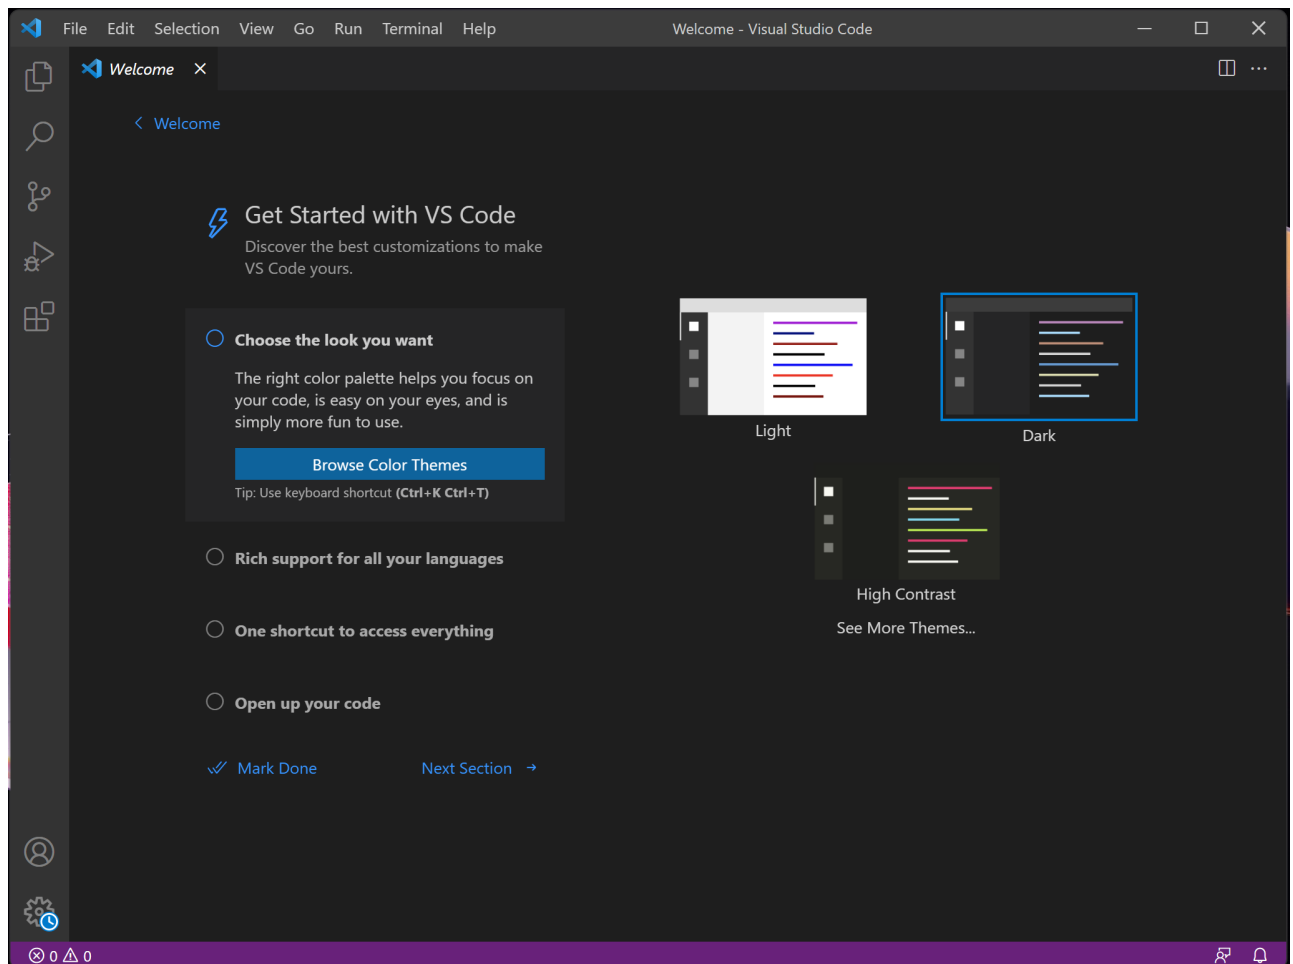 File Edit Selection View Go Run Terminal Help Welcome - Visual Studio Code
Welcome
Welcome
Get Started with VS Code
Discover the best customizations to make
VS Code yours.
Choose the look you want
The right color palette helps you focus on
your code, is easy on your eyes, and is
simply more fun to use.
Browse Color Themes
Tip: Use keyboard shortcut (Ctrl+K Ctrl+T)
Rich support for all your languages
One shortcut to access everything
Open up your code
Mark Done Next Section
Light
Dark
High Contrast
See More Themes...
0 0